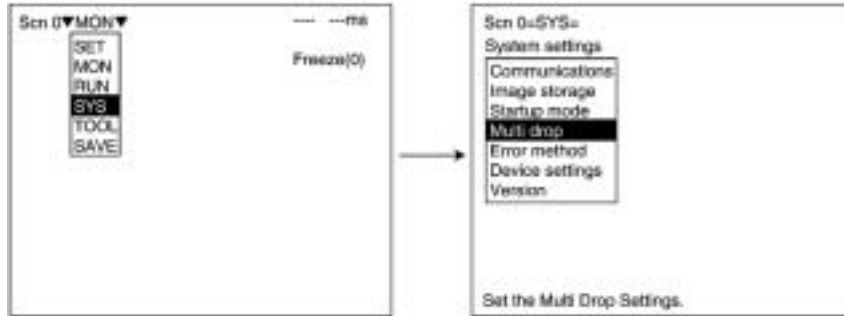 Scn 0▼MON▼
---- ---ms
SET
MON
RUN
SYS
TOOL
SAVE
Freeze(0)
Scn 0=SYS=
System settings
Communications
Image storage
Startup mode
Multi drop
Error method
Device settings
Version
Set the Multi Drop Settings.